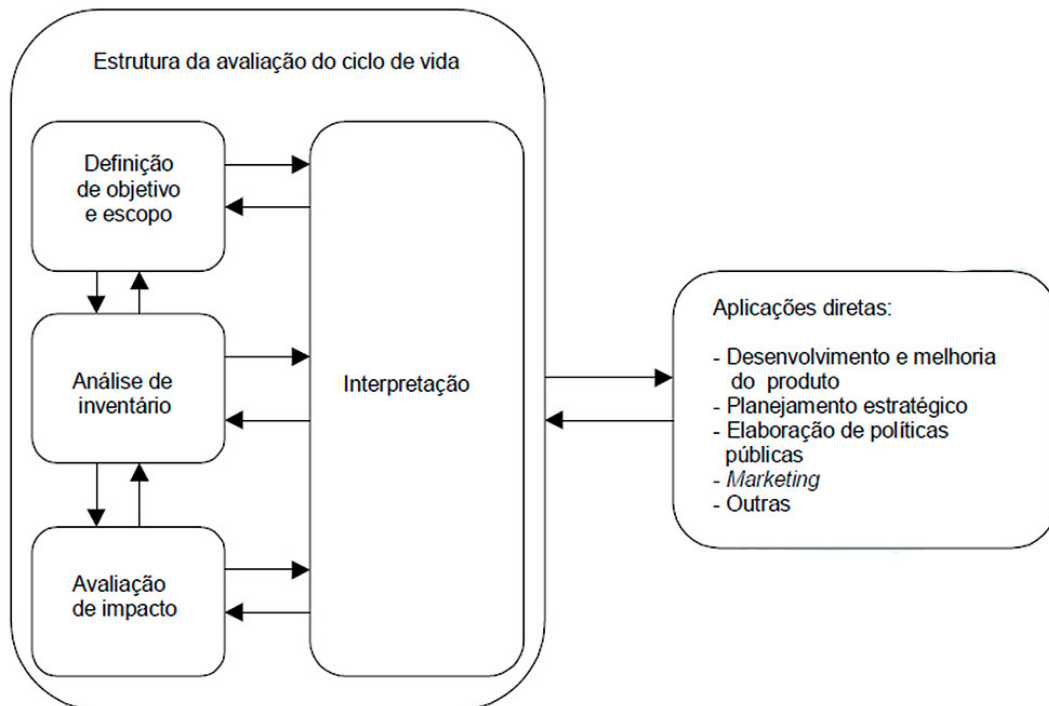 Estrutura da avaliação do ciclo de vida
Definição
de objetivo
e escopo
Análise de
inventário
Avaliação
de impacto
Interpretação
Aplicações diretas:
- Desenvolvimento e melhoria
do produto
- Planejamento estratégico
- Elaboração de políticas
públicas
- Marketing
- Outras